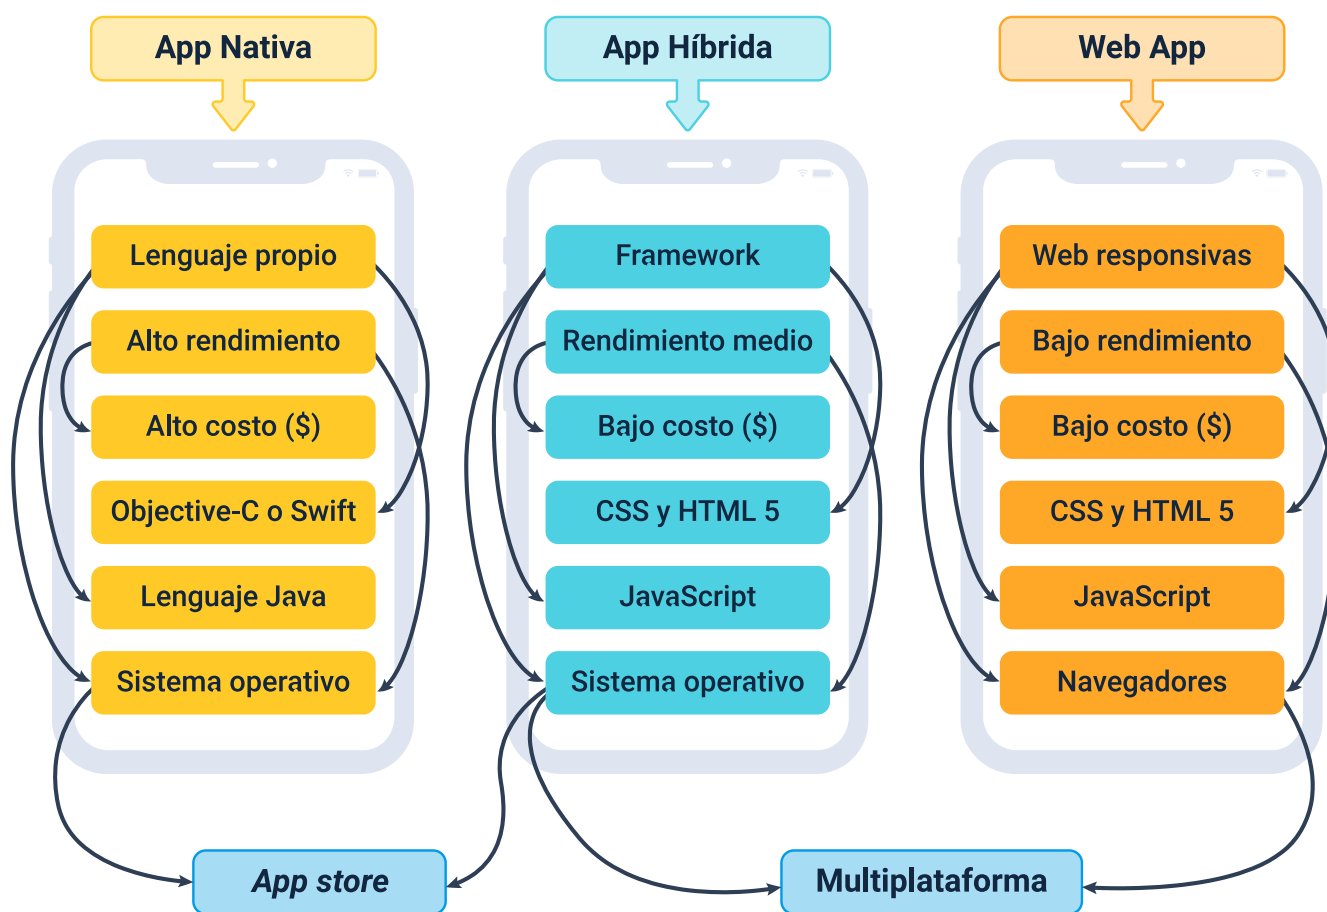 App Nativa
Lenguaje propio
Alto rendimiento
Alto costo ($)
Objective-C o Swift
Lenguaje Java
Sistema operativo
App Híbrida
Framework
Rendimiento medio
Bajo costo ($)
CSS y HTML 5
JavaScript
Sistema operativo
Web App
Web responsivas
Bajo rendimiento
Bajo costo ($)
CSS y HTML 5
JavaScript
Navegadores
App store
Multiplataforma